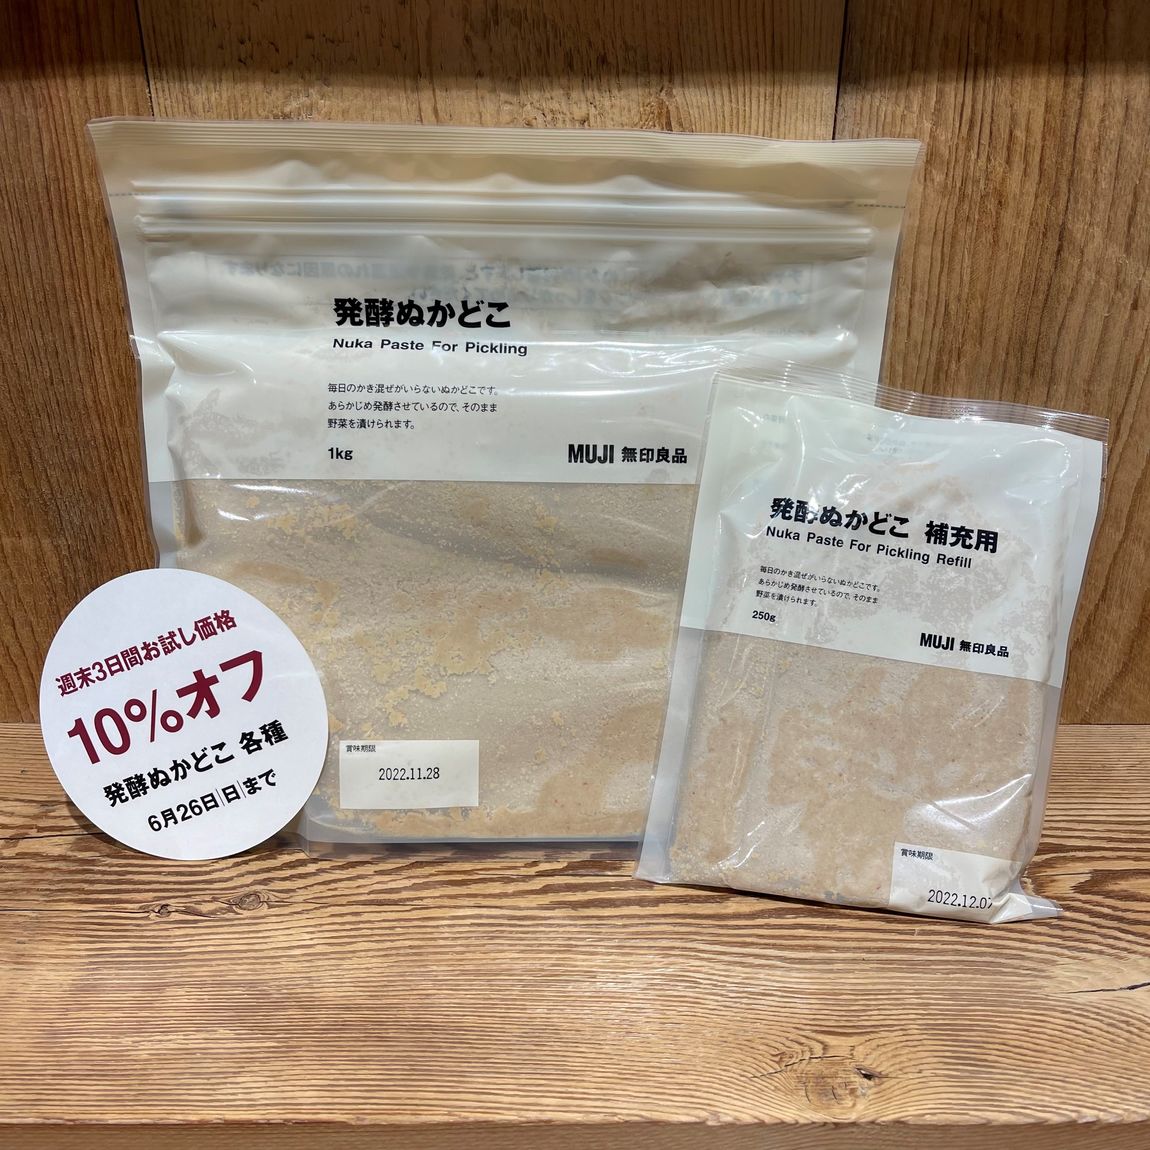 発酵ぬかどこ
Nuka Paste For Pickling
毎日のかき混ぜがいらないぬかどこです。
あらかじめ発酵させているので、そのまま
野菜を漬けられます。
1kg
MUJI 無印良品
賞味期限
2022.11.28
発酵ぬかどこ 補充用
Nuka Paste For Pickling Refill
毎日のかき混ぜがいらないぬかどこです。
あらかじめ発酵させているので、そのまま
野菜を漬けられます。
250g
MUJI 無印良品
賞味期限
2022.12.07
週末3日間お試し価格
10%オフ
発酵ぬかどこ 各種
6月26日|日|まで